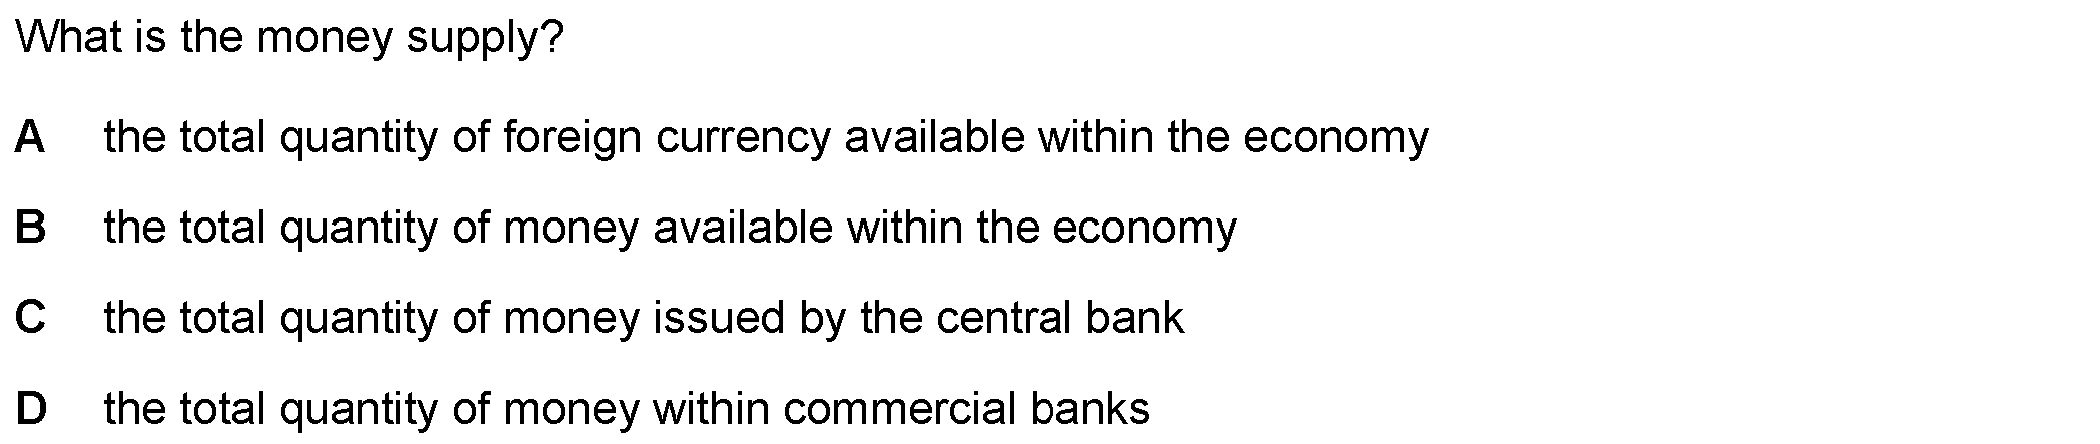 What is the money supply?
A the total quantity of foreign currency available within the economy
B the total quantity of money available within the economy
C the total quantity of money issued by the central bank
D the total quantity of money within commercial banks